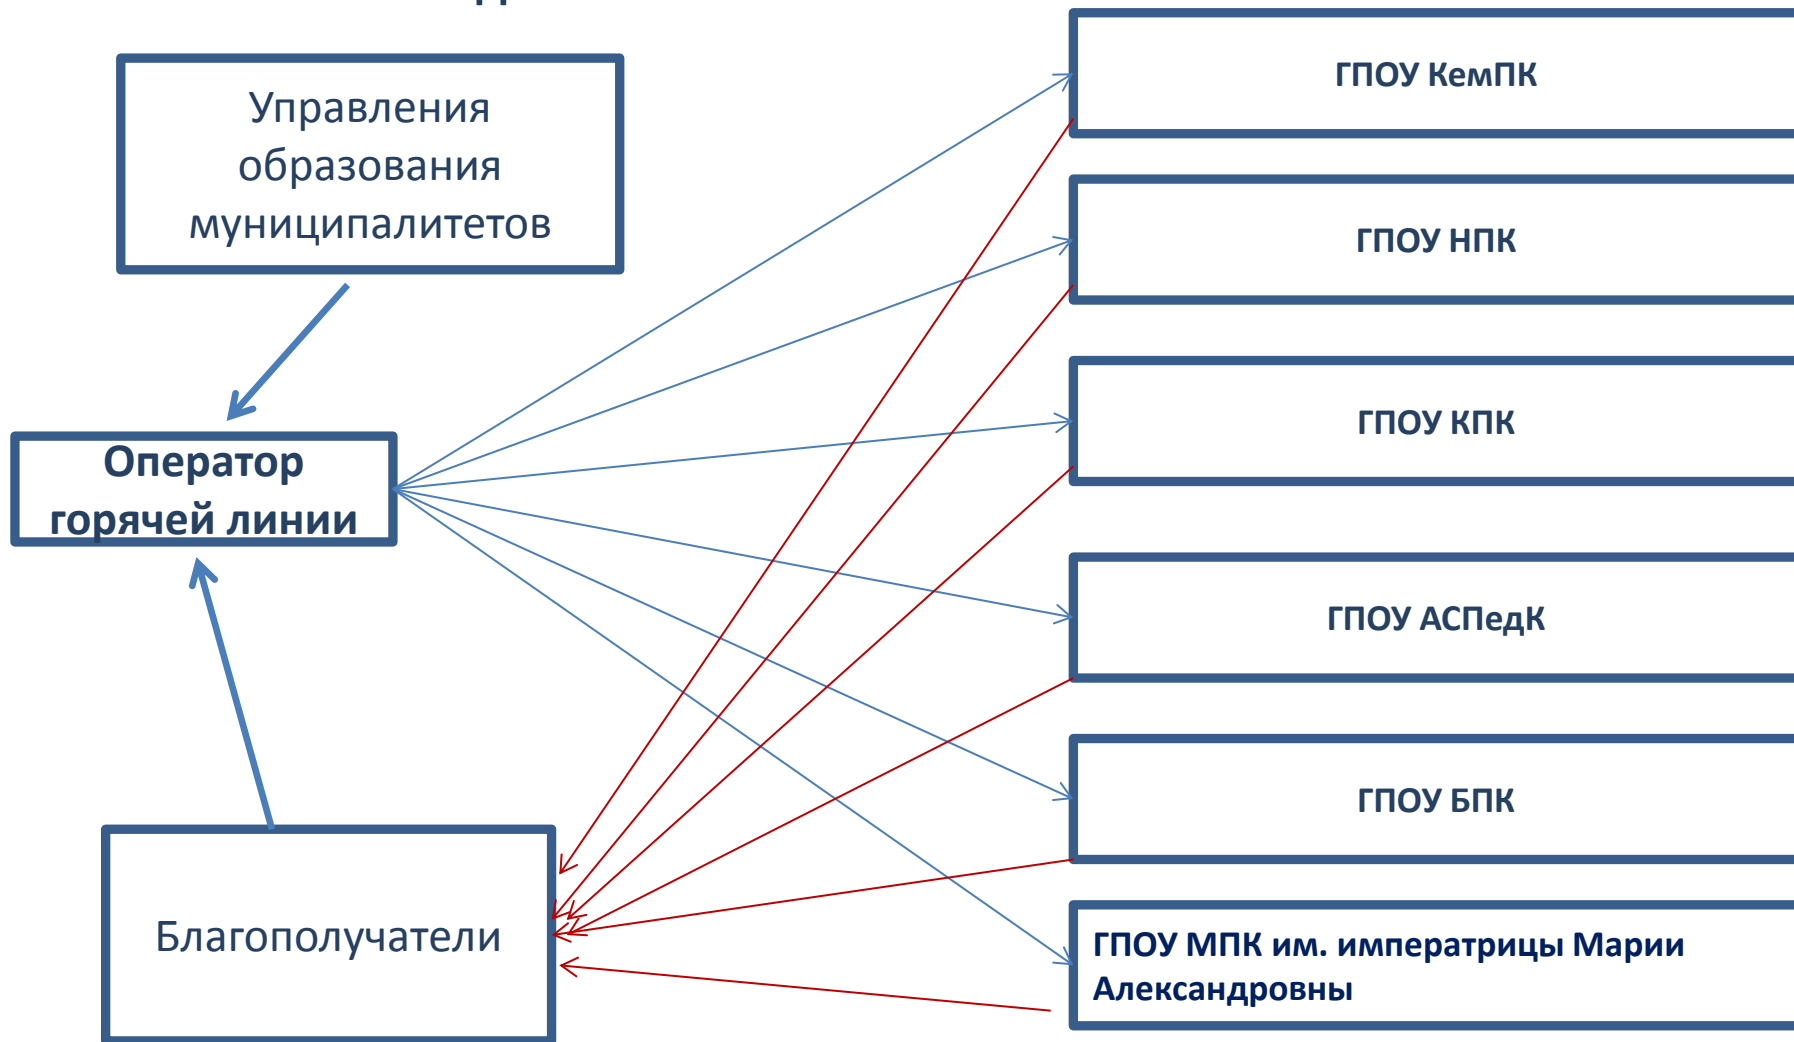 Управления
образования
муниципалитетов
Оператор
горячей линии
Благополучатели
ГПОУ КемПК
ГПОУ НПК
ГПОУ КПК
ГПОУ АСПедК
ГПОУ БПК
ГПОУ МПК им. императрицы Марии
Александровны